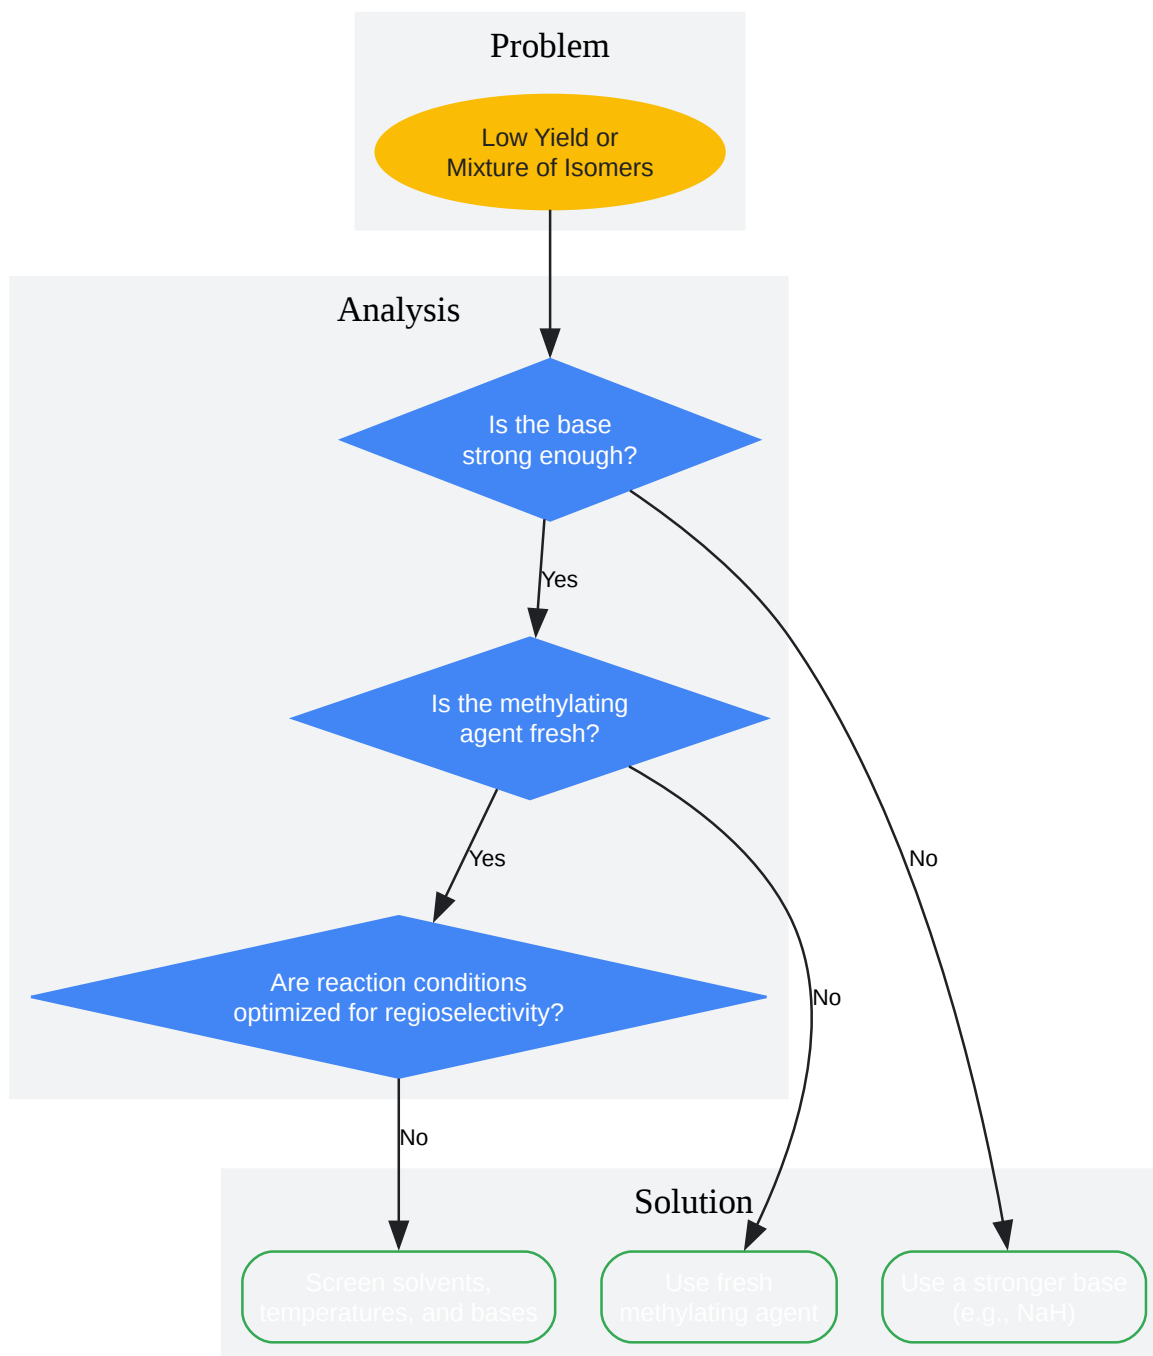 Problem
Low Yield or
Mixture of Isomers
Analysis
Is the base
strong enough?
Yes
Is the methylating
agent fresh?
Yes
No
Are reaction conditions
optimized for regioselectivity?
No
No
Solution
Screen solvents,
temperatures, and bases
Use fresh
methylating agent
Use a stronger base
(e.g., NaH)